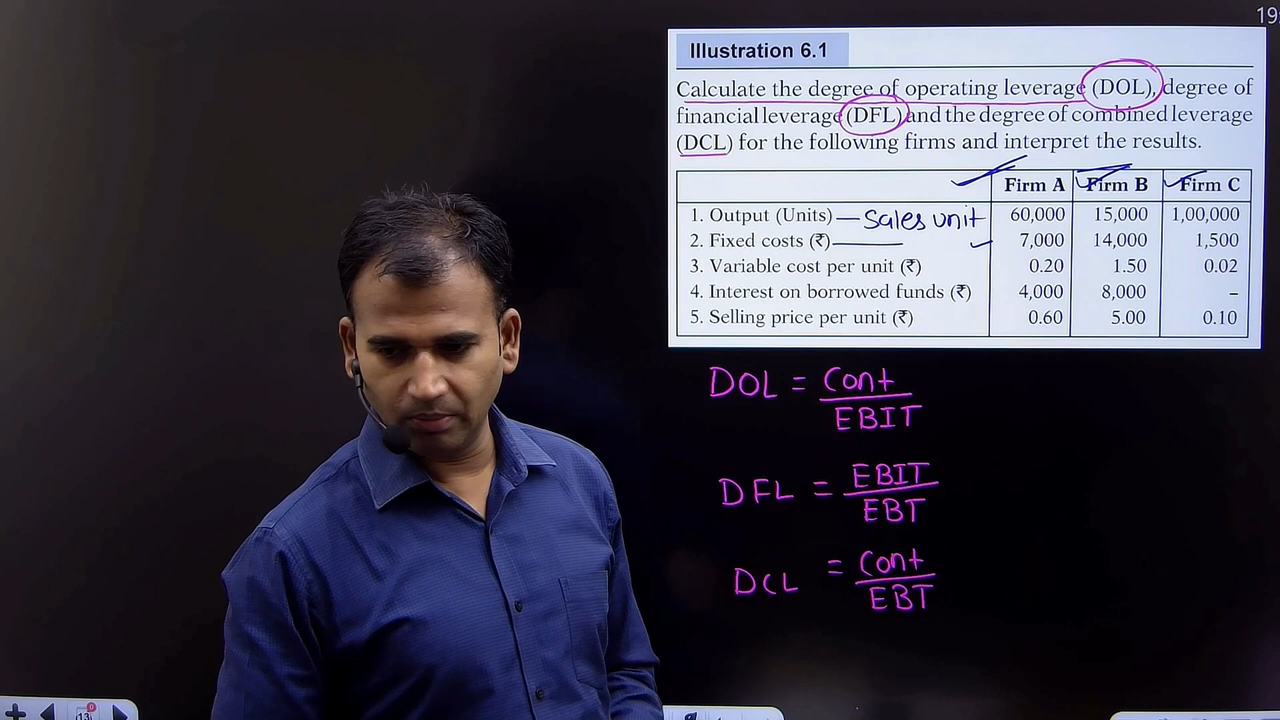 19
Illustration 6.1
Calculate the degree of operating leverage (DOL), degree of
financial leverage (DFL) and the degree of combined leverage
(DCL) for the following firms and interpret the results.
Firm A Firm B Firm C
1. Output (Units) — Sales unit 60,000 15,000 1,00,000
2. Fixed costs (₹) 7,000 14,000 1,500
3. Variable cost per unit (₹) 0.20 1.50 0.02
4. Interest on borrowed funds (₹) 4,000 8,000 –
5. Selling price per unit (₹) 0.60 5.00 0.10
DOL = Cont
EBIT
DFL = EBIT
EBT
DCL = Cont
EBT
13